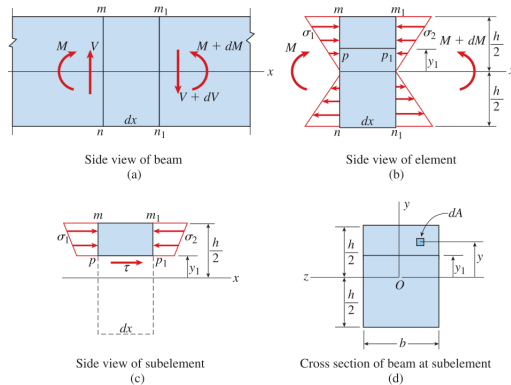 m m₁
M V M + dM
x
V + dV
dx
n n₁
Side view of beam
(a)
m m₁
σ₁ σ₂ M + dM h/2
M
p p₁ y₁
x
h/2
dx
n n₁
Side view of element
(b)
m m₁
σ₁ σ₂ h/2
p p₁ y₁
τ
x
dx
Side view of subelement
(c)
y
dA
h/2
y₁ y
z O
h/2
b
Cross section of beam at subelement
(d)